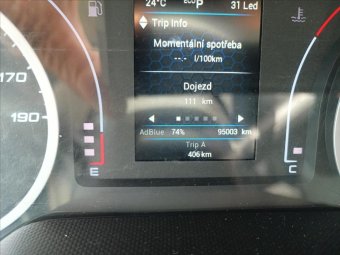 24°C ECO P 31 Led
Trip Info
Momentální spotřeba
--.- l/100km
Dojezd
111 km
170
190
AdBlue 74% 95003 km
Trip A
406 km
E
C